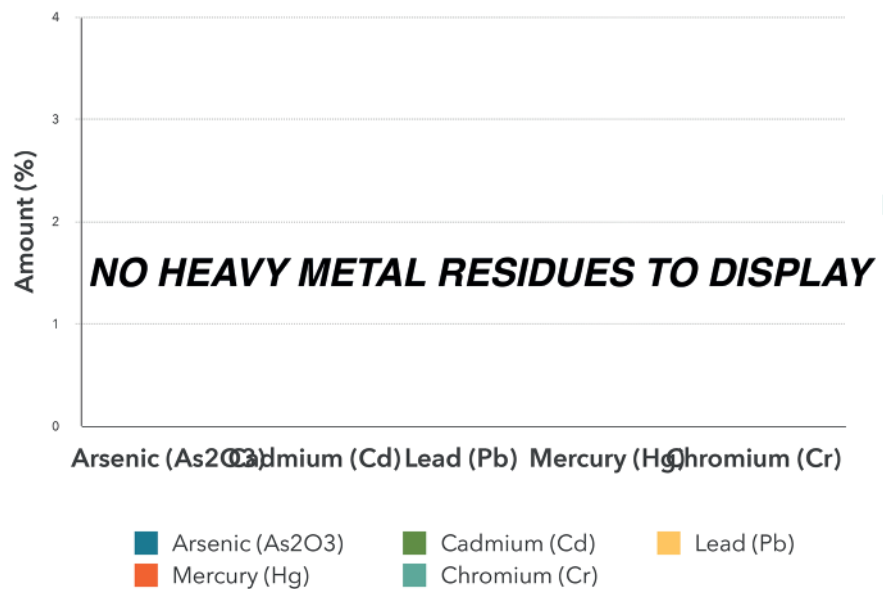 4
3
2
1
0
Amount (%)
NO HEAVY METAL RESIDUES TO DISPLAY
Arsenic (As2O3) Cadmium (Cd) Lead (Pb) Mercury (Hg) Chromium (Cr)
Arsenic (As2O3) Cadmium (Cd) Lead (Pb)
Mercury (Hg) Chromium (Cr)